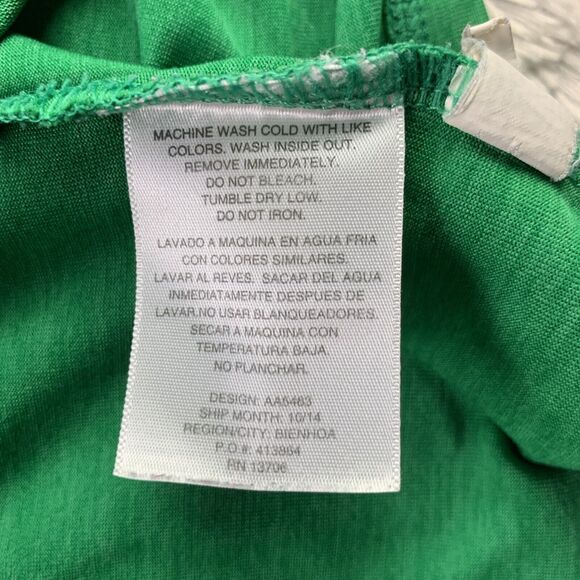 MACHINE WASH COLD WITH LIKE
COLORS. WASH INSIDE OUT.
REMOVE IMMEDIATELY.
DO NOT BLEACH.
TUMBLE DRY LOW.
DO NOT IRON.
LAVADO A MAQUINA EN AGUA FRIA
CON COLORES SIMILARES.
LAVAR AL REVES. SACAR DEL AGUA
INMEDIATAMENTE DESPUES DE
LAVAR.NO USAR BLANQUEADORES.
SECAR A MAQUINA CON
TEMPERATURA BAJA.
NO PLANCHAR.
DESIGN: AA5463
SHIP MONTH: 10/14
REGION/CITY: BIENHOA
P.O.#: 413864
RN 13706